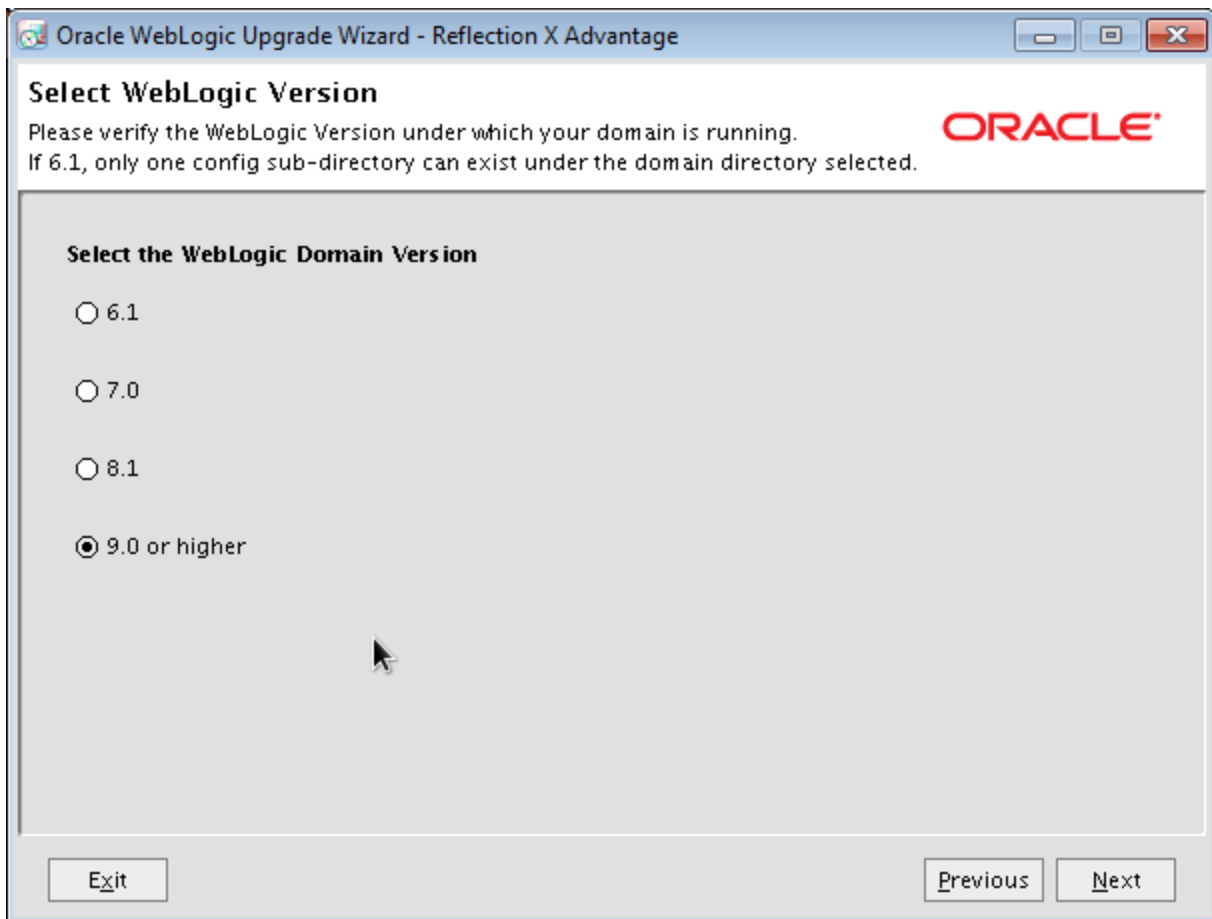 Oracle WebLogic Upgrade Wizard - Reflection X Advantage
Select WebLogic Version
Please verify the WebLogic Version under which your domain is running.
If 6.1, only one config sub-directory can exist under the domain directory selected.
ORACLE
Select the WebLogic Domain Version
6.1
7.0
8.1
9.0 or higher
Exit
Previous
Next